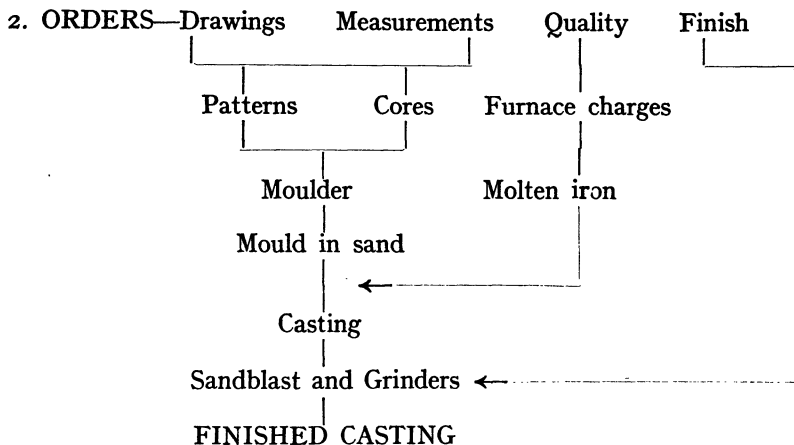 2. ORDERS—Drawings Measurements Quality Finish
Patterns Cores Furnace charges
Moulder Molten iron
Mould in sand
Casting
Sandblast and Grinders
FINISHED CASTING